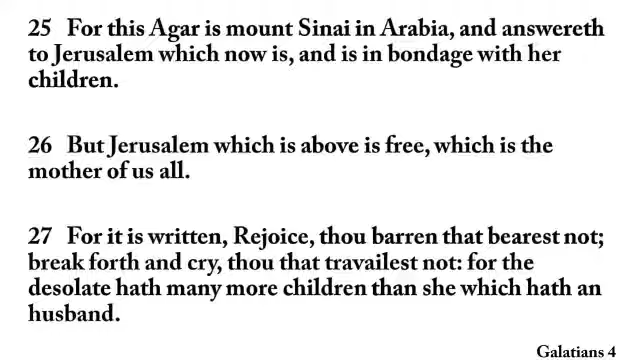 25 For this Agar is mount Sinai in Arabia, and answereth
to Jerusalem which now is, and is in bondage with her
children.
26 But Jerusalem which is above is free, which is the
mother of us all.
27 For it is written, Rejoice, thou barren that bearest not;
break forth and cry, thou that travailest not: for the
desolate hath many more children than she which hath an
husband.
Galatians 4